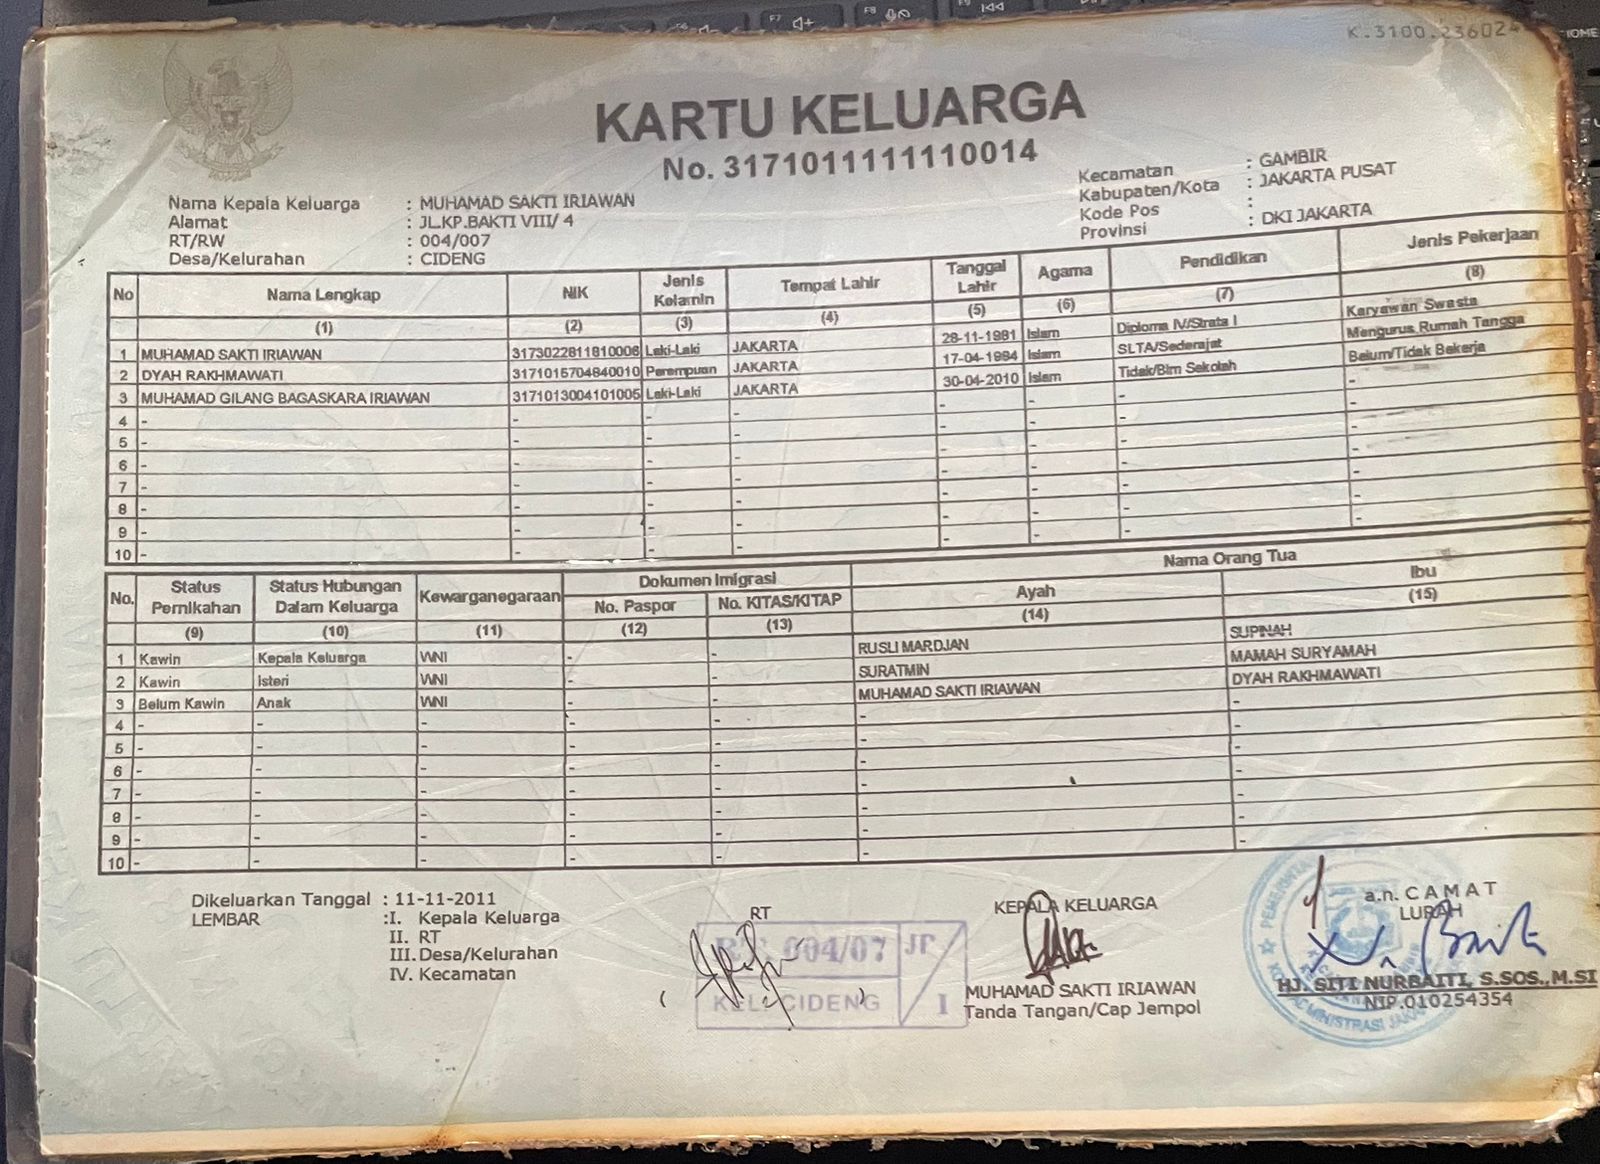 K.3100.236024
KARTU KELUARGA
No. 3171011111110014
Nama Kepala Keluarga : MUHAMAD SAKTI IRIAWAN
Alamat : JL.KP.BAKTI VIII/ 4
RT/RW : 004/007
Desa/Kelurahan : CIDENG
Kecamatan : GAMBIR
Kabupaten/Kota : JAKARTA PUSAT
Kode Pos :
Provinsi : DKI JAKARTA
No Nama Lengkap NIK Jenis Kelamin Tempat Lahir Tanggal Lahir Agama Pendidikan Jenis Pekerjaan
(1) (2) (3) (4) (5) (6) (7) (8)
1 MUHAMAD SAKTI IRIAWAN 3173022811810006 Laki-Laki JAKARTA 28-11-1981 Islam Diploma IV/Strata I Karyawan Swasta
2 DYAH RAKHMAWATI 3171015704840010 Perempuan JAKARTA 17-04-1984 Islam SLTA/Sederajat Mengurus Rumah Tangga
3 MUHAMAD GILANG BAGASKARA IRIAWAN 3171013004101005 Laki-Laki JAKARTA 30-04-2010 Islam Tidak/Blm Sekolah Belum/Tidak Bekerja
4 - - - - - - - -
5 - - - - - - - -
6 - - - - - - - -
7 - - - - - - - -
8 - - - - - - - -
9 - - - - - - - -
10 - - - - - - - -
No. Status Pernikahan Status Hubungan Dalam Keluarga Kewarganegaraan Dokumen Imigrasi Nama Orang Tua
No. Paspor No. KITAS/KITAP Ayah Ibu
(9) (10) (11) (12) (13) (14) (15)
1 Kawin Kepala Keluarga WNI - - RUSLI MARDJAN SUPINAH
2 Kawin Isteri WNI - - SURATMIN MAMAH SURYAMAH
3 Belum Kawin Anak WNI - - MUHAMAD SAKTI IRIAWAN DYAH RAKHMAWATI
4 - - - - - - -
5 - - - - - - -
6 - - - - - - -
7 - - - - - - -
8 - - - - - - -
9 - - - - - - -
10 - - - - - - -
Dikeluarkan Tanggal : 11-11-2011
LEMBAR :I. Kepala Keluarga
II. RT
III. Desa/Kelurahan
IV. Kecamatan
RT
004/07
KEL. CIDENG I
( )
KEPALA KELUARGA
MUHAMAD SAKTI IRIAWAN
Tanda Tangan/Cap Jempol
a.n. CAMAT
LURAH
HJ. SITI NURBAITI, S.SOS.,M.SI
NIP.010254354